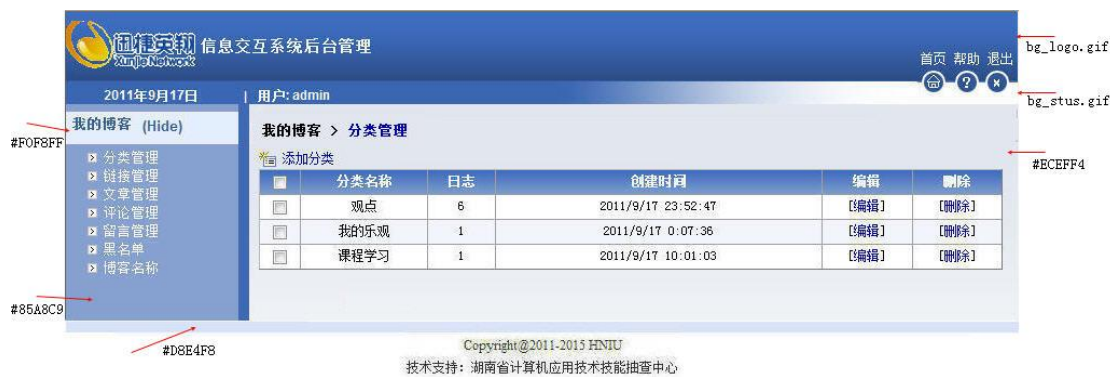 迅捷英翔 信息交互系统后台管理
XunJie Network
bg_logo.gif
首页 帮助 退出
bg_stus.gif
2011年9月17日 | 用户: admin
#F0F8FF
我的博客 (Hide)
我的博客 > 分类管理
#ECEFF4
添加分类
分类管理
链接管理
文章管理
评论管理
留言管理
黑名单
博客名称
分类名称 日志 创建时间 编辑 删除
观点 6 2011/9/17 23:52:47 [编辑] [删除]
我的乐观 1 2011/9/17 0:07:36 [编辑] [删除]
课程学习 1 2011/9/17 10:01:03 [编辑] [删除]
#85A8C9
#D8E4F8
Copyright@2011-2015 HNIU
技术支持: 湖南省计算机应用技术技能抽查中心